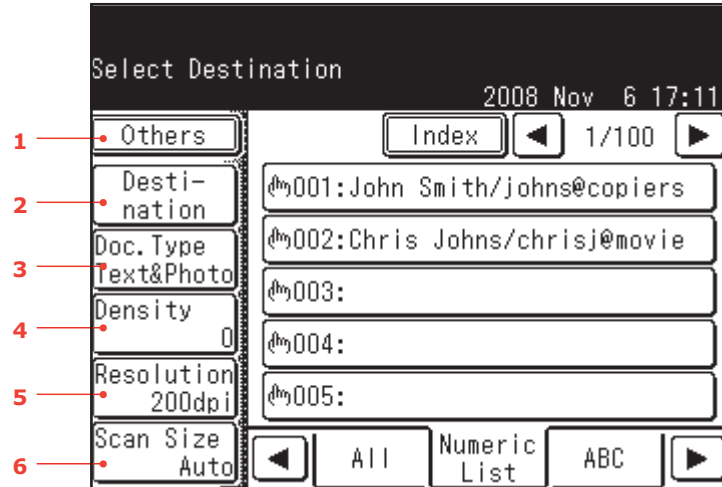 Select Destination
2008 Nov 6 17:11
1
Others
Index
1/100
2
Desti-
nation
001:John Smith/johns@copiers
3
Doc.Type
Text&Photo
002:Chris Johns/chrisj@movie
4
Density
0
003:
004:
5
Resolution
200dpi
005:
6
Scan Size
Auto
All
Numeric
List
ABC